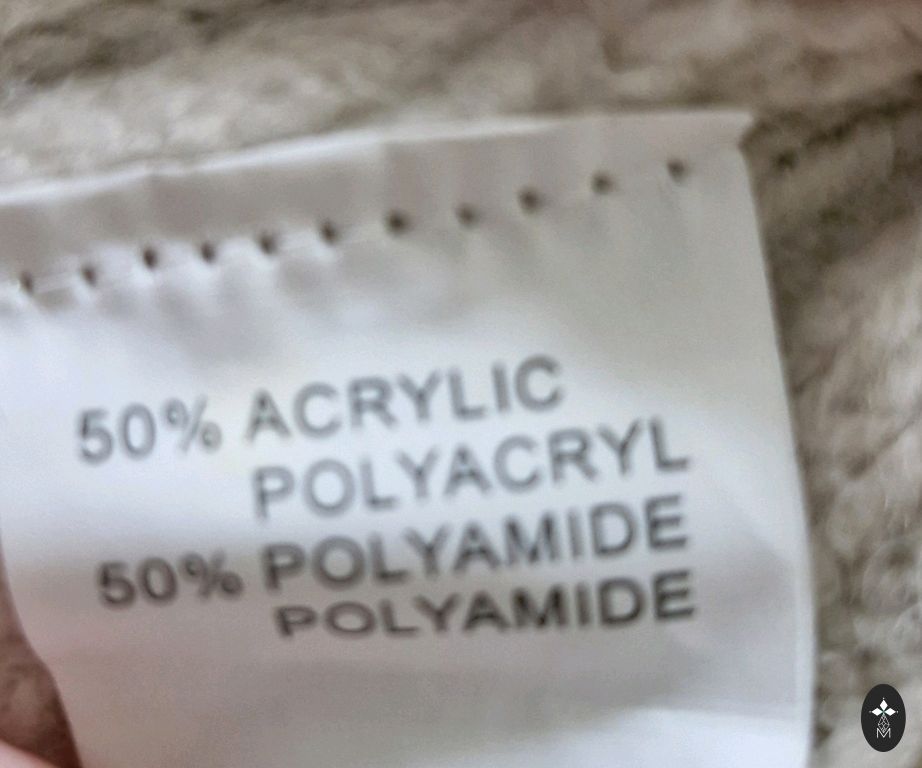 50% ACRYLIC
POLYACRYL
50% POLYAMIDE
POLYAMIDE
M